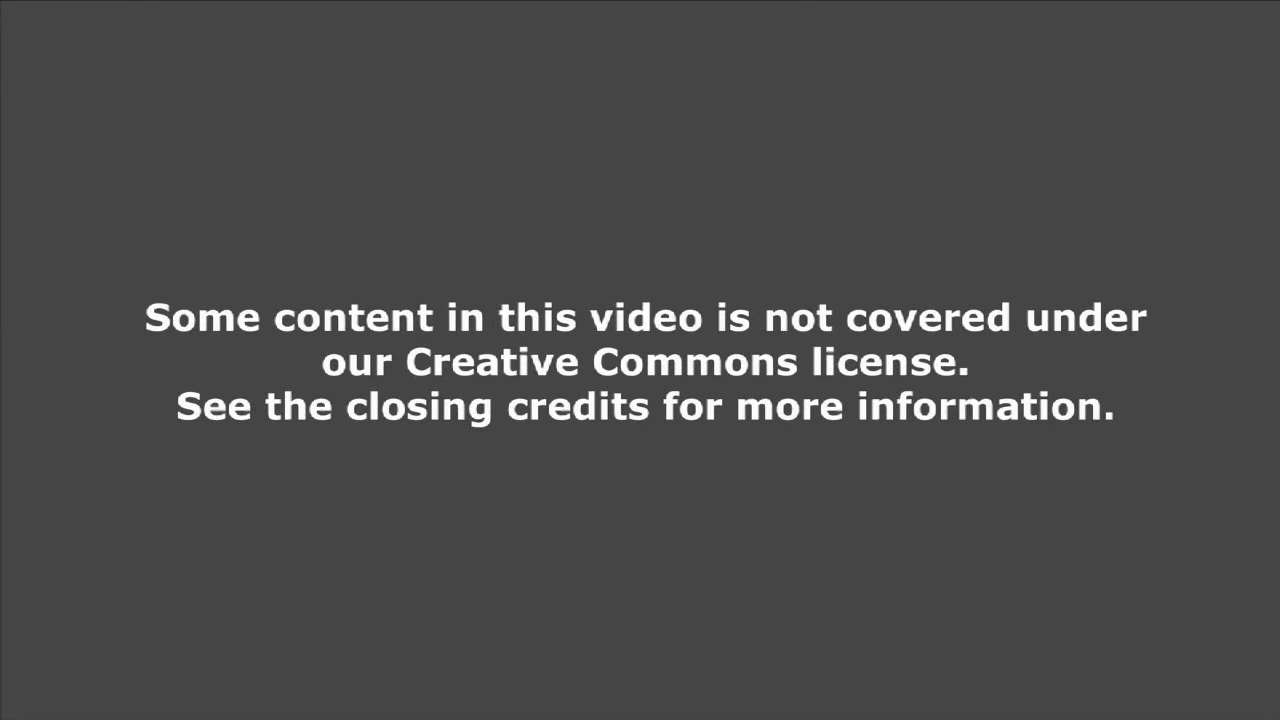 Some content in this video is not covered under
our Creative Commons license.
See the closing credits for more information.